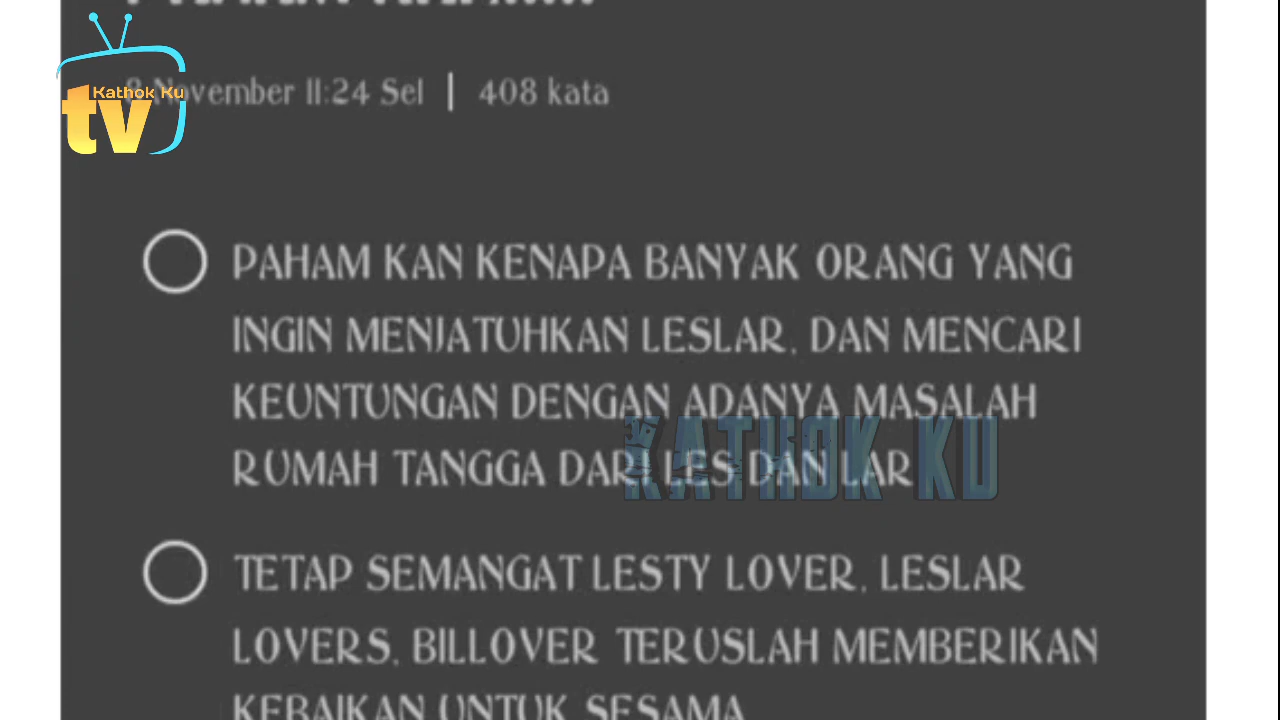 Kathok Ku
tv
November 11:24 Sel | 408 kata
PAHAM KAN KENAPA BANYAK ORANG YANG
INGIN MENJATUHKAN LESLAR, DAN MENCARI
KEUNTUNGAN DENGAN ADANYA MASALAH
RUMAH TANGGA DARI LES DAN LAR
KATHOK KU
TETAP SEMANGAT LESTY LOVER, LESLAR
LOVERS, BILLOVER TERUSLAH MEMBERIKAN
KEBAIKAN UNTUK SESAMA